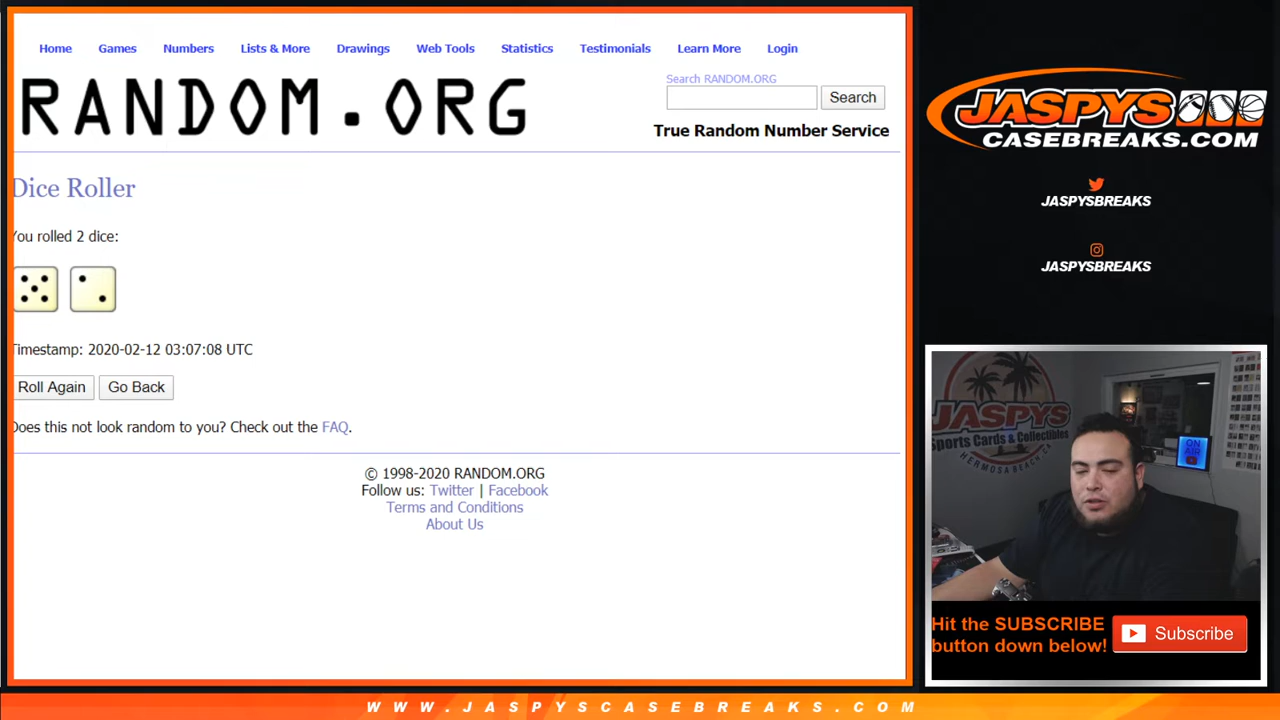 Home Games Numbers Lists & More Drawings Web Tools Statistics Testimonials Learn More Login
RANDOM.ORG
Search RANDOM.ORG
Search
True Random Number Service
Dice Roller
You rolled 2 dice:
Timestamp: 2020-02-12 03:07:08 UTC
Roll Again Go Back
Does this not look random to you? Check out the FAQ.
© 1998-2020 RANDOM.ORG
Follow us: Twitter | Facebook
Terms and Conditions
About Us
JASPYS
CASEBREAKS.COM
JASPYSBREAKS
JASPYSBREAKS
JASPYS
Sports Cards & Collectibles
HERMOSA BEACH, CA
ON AIR
Hit the SUBSCRIBE
button down below!
Subscribe
WWW.JASPYSCASEBREAKS.COM